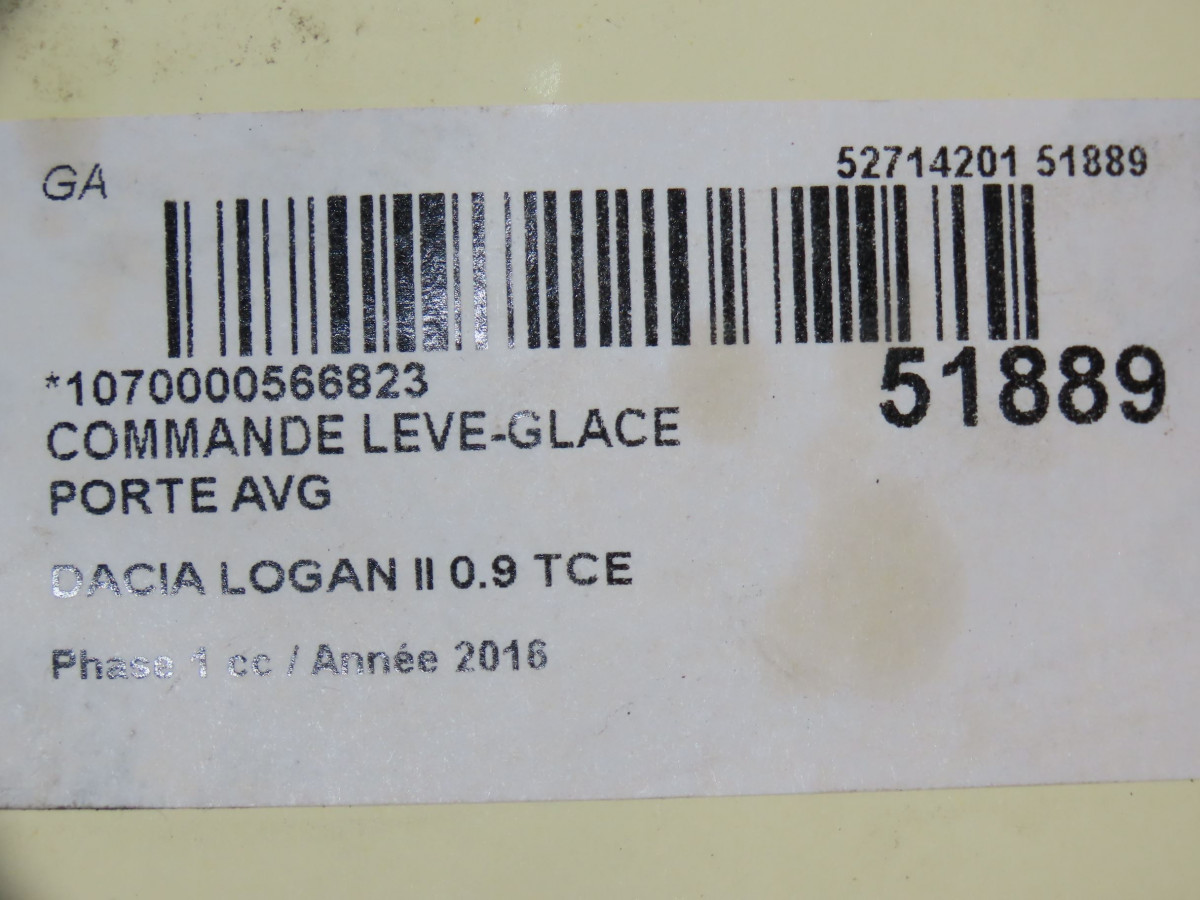 GA
52714201 51889
*1070000566823
51889
COMMANDE LEVE-GLACE
PORTE AVG
DACIA LOGAN II 0.9 TCE
Phase 1 cc / Année 2016